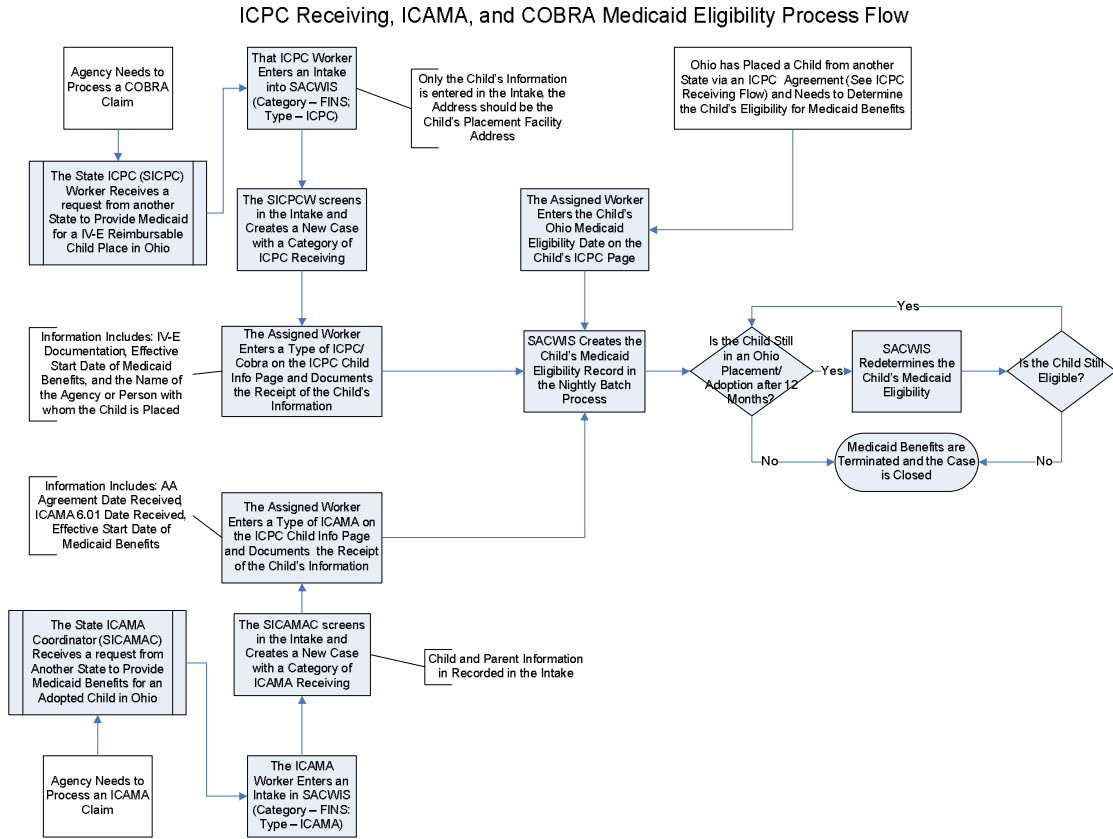 ICPC Receiving, ICAMA, and COBRA Medicaid Eligibility Process Flow
Agency Needs to
Process a COBRA
Claim
That ICPC Worker
Enters an Intake
into SACWIS
(Category – FINS;
Type – ICPC)
Only the Child's Information
is entered in the Intake, the
Address should be the
Child's Placement Facility
Address
Ohio has Placed a Child from another
State via an ICPC Agreement (See ICPC
Receiving Flow) and Needs to Determine
the Child's Eligibility for Medicaid Benefits
The State ICPC (SICPC)
Worker Receives a
request from another
State to Provide Medicaid
for a IV-E Reimbursable
Child Place in Ohio
The SICPCW screens
in the Intake and
Creates a New Case
with a Category of
ICPC Receiving
The Assigned Worker
Enters the Child's
Ohio Medicaid
Eligibility Date on the
Child's ICPC Page
Information Includes: IV-E
Documentation, Effective
Start Date of Medicaid
Benefits, and the Name of
the Agency or Person with
whom the Child is Placed
The Assigned Worker
Enters a Type of ICPC/
Cobra on the ICPC Child
Info Page and Documents
the Receipt of the Child's
Information
SACWIS Creates the
Child's Medicaid
Eligibility Record in
the Nightly Batch
Process
Is the Child Still
in an Ohio
Placement/
Adoption after 12
Months?
Yes
SACWIS
Redetermines the
Child's Medicaid
Eligibility
Is the Child Still
Eligible?
Yes
No
Medicaid Benefits are
Terminated and the Case
is Closed
No
Information Includes: AA
Agreement Date Received,
ICAMA 6.01 Date Received,
Effective Start Date of
Medicaid Benefits
The Assigned Worker
Enters a Type of ICAMA on
the ICPC Child Info Page
and Documents the Receipt
of the Child's Information
The State ICAMA
Coordinator (SICAMAC)
Receives a request from
Another State to Provide
Medicaid Benefits for an
Adopted Child in Ohio
The SICAMAC screens
in the Intake and
Creates a New Case
with a Category of
ICAMA Receiving
Child and Parent Information
in Recorded in the Intake
Agency Needs to
Process an ICAMA
Claim
The ICAMA
Worker Enters an
Intake in SACWIS
(Category – FINS:
Type – ICAMA)